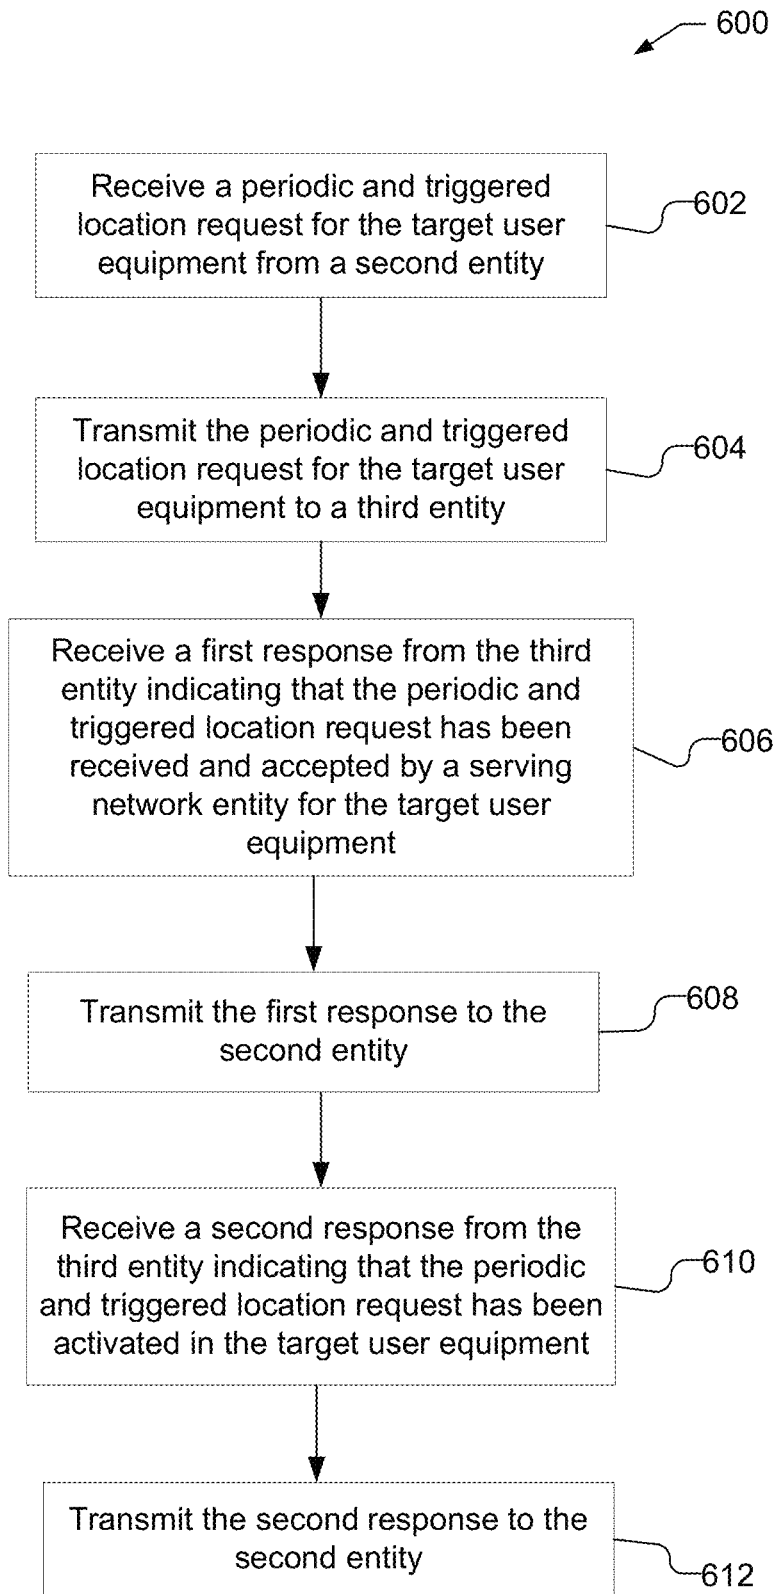 600
Receive a periodic and triggered
location request for the target user
equipment from a second entity
602
Transmit the periodic and triggered
location request for the target user
equipment to a third entity
604
Receive a first response from the third
entity indicating that the periodic and
triggered location request has been
received and accepted by a serving
network entity for the target user
equipment
606
Transmit the first response to the
second entity
608
Receive a second response from the
third entity indicating that the periodic
and triggered location request has been
activated in the target user equipment
610
Transmit the second response to the
second entity
612